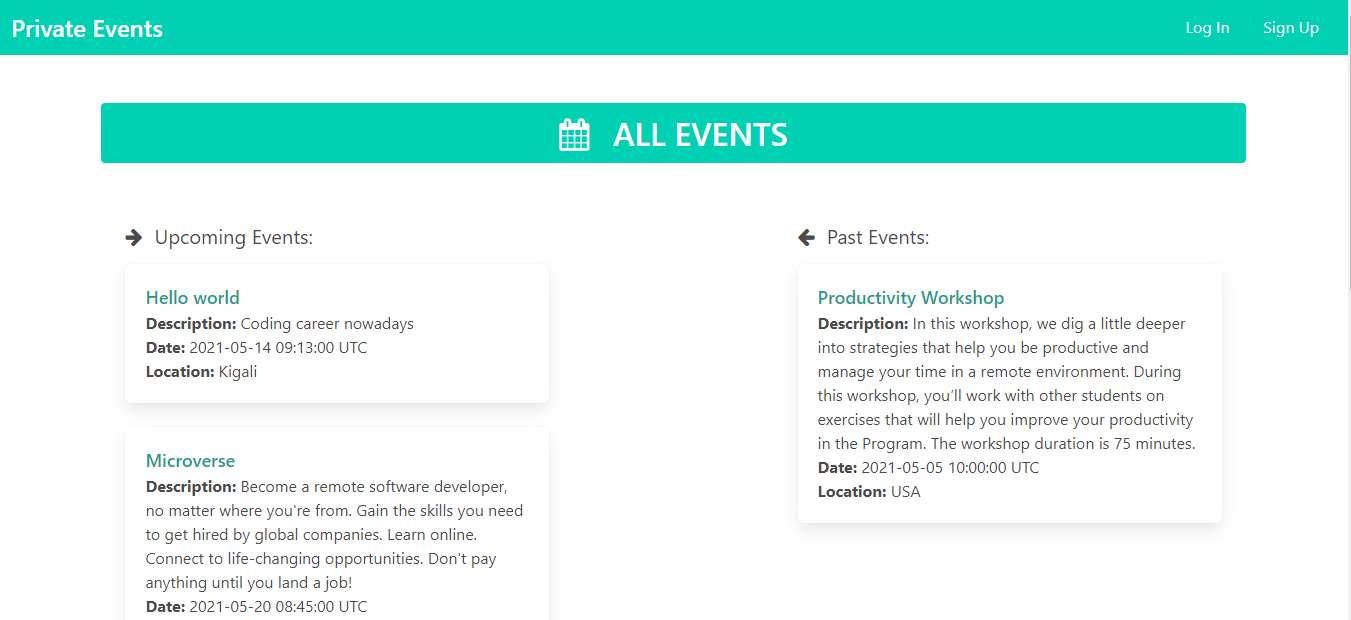 Private Events
Log In
Sign Up
ALL EVENTS
Upcoming Events:
Hello world
Description: Coding career nowadays
Date: 2021-05-14 09:13:00 UTC
Location: Kigali
Microverse
Description: Become a remote software developer,
no matter where you're from. Gain the skills you need
to get hired by global companies. Learn online.
Connect to life-changing opportunities. Don't pay
anything until you land a job!
Date: 2021-05-20 08:45:00 UTC
Past Events:
Productivity Workshop
Description: In this workshop, we dig a little deeper
into strategies that help you be productive and
manage your time in a remote environment. During
this workshop, you’ll work with other students on
exercises that will help you improve your productivity
in the Program. The workshop duration is 75 minutes.
Date: 2021-05-05 10:00:00 UTC
Location: USA